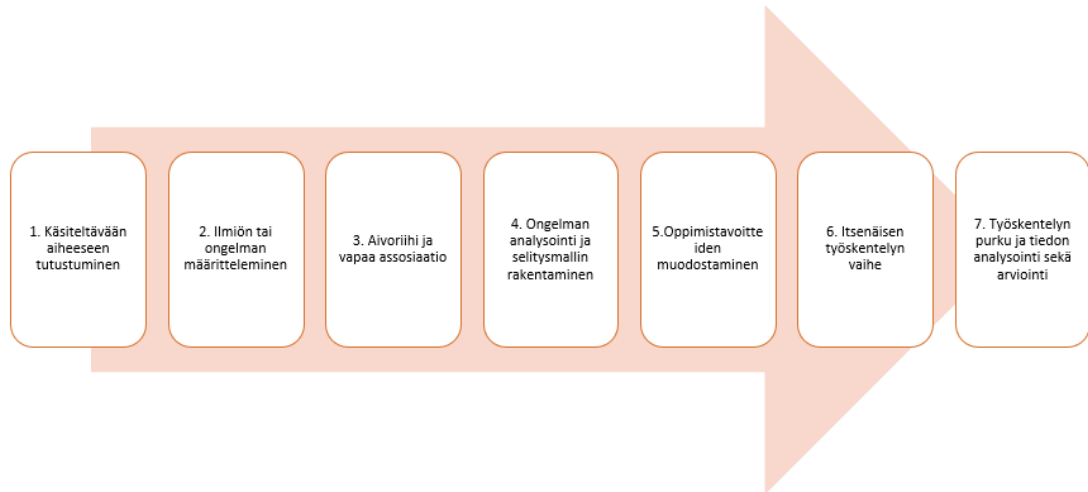 1. Käsiteltävään
aiheeseen
tutustuminen
2. Ilmiön tai
ongelman
määritteleminen
3. Aivoriihi ja
vapaa assosiaatio
4. Ongelman
analysointi ja
selitysmallin
rakentaminen
5.Oppimistavoitte
iden
muodostaminen
6. Itsenäisen
työskentelyn
vaihe
7. Työskentelyn
purku ja tiedon
analysointi sekä
arviointi